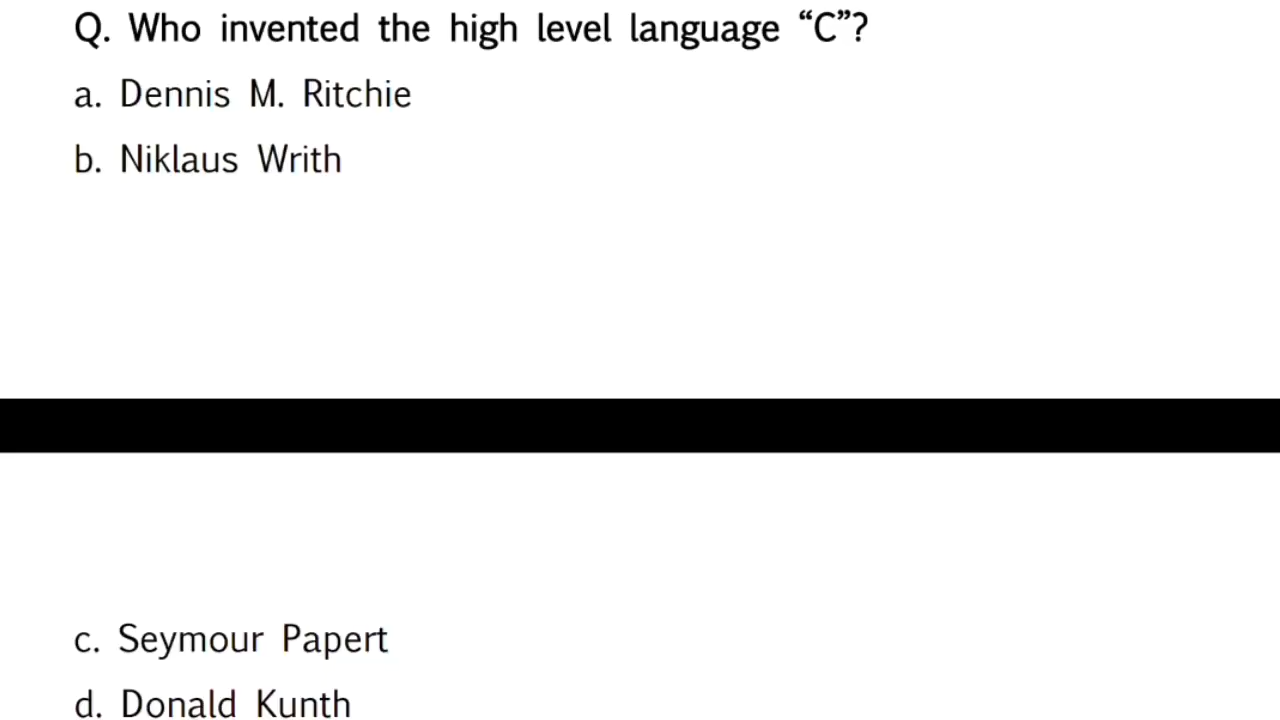 Q. Who invented the high level language “C”?
a. Dennis M. Ritchie
b. Niklaus Writh
c. Seymour Papert
d. Donald Kunth